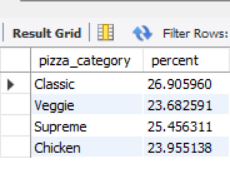 Result Grid Filter Rows:
pizza_category percent
Classic 26.905960
Veggie 23.682591
Supreme 25.456311
Chicken 23.955138